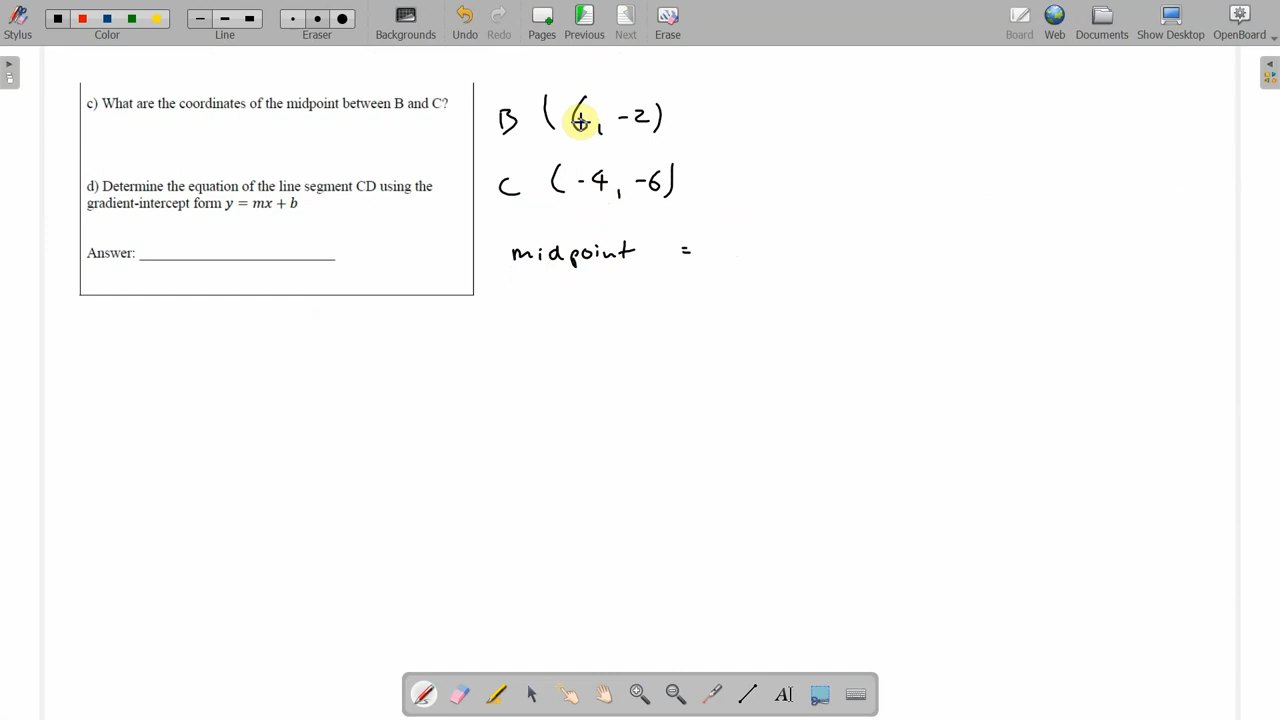 Stylus
Color
Line
Eraser
Backgrounds
Undo
Redo
Pages
Previous
Next
Erase
Board
Web
Documents
Show Desktop
OpenBoard
c) What are the coordinates of the midpoint between B and C?
d) Determine the equation of the line segment CD using the
gradient-intercept form y = mx + b
Answer: ____________________
B (6, -2)
C (-4, -6)
midpoint =
AI